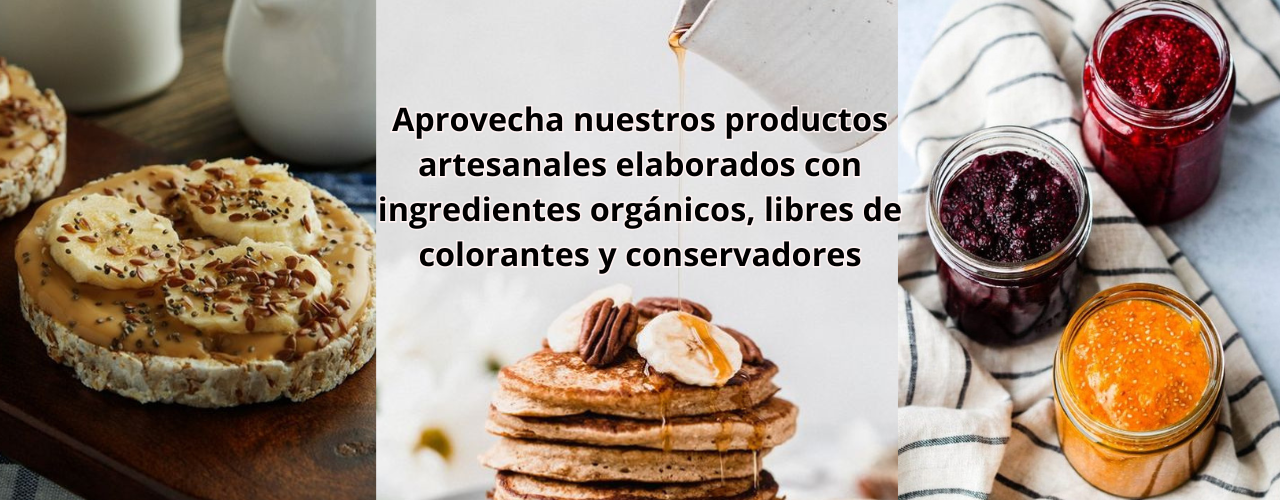 Aprovecha nuestros productos
artesanales elaborados con
ingredientes orgánicos, libres de
colorantes y conservadores